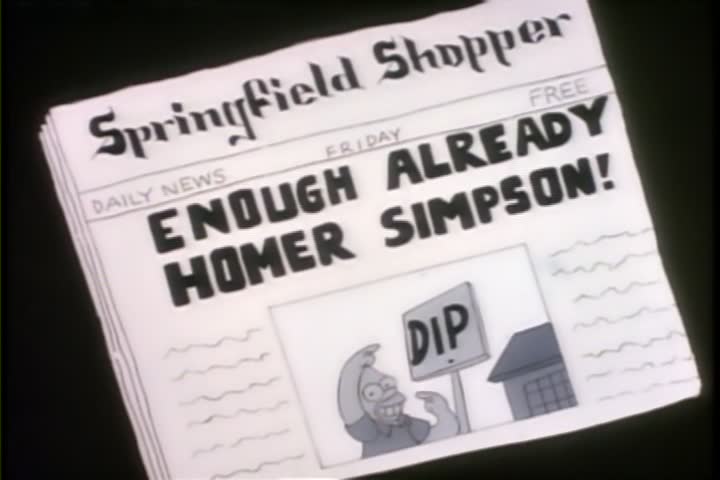 Springfield Shopper
DAILY NEWS FRIDAY FREE
ENOUGH ALREADY
HOMER SIMPSON!
DIP